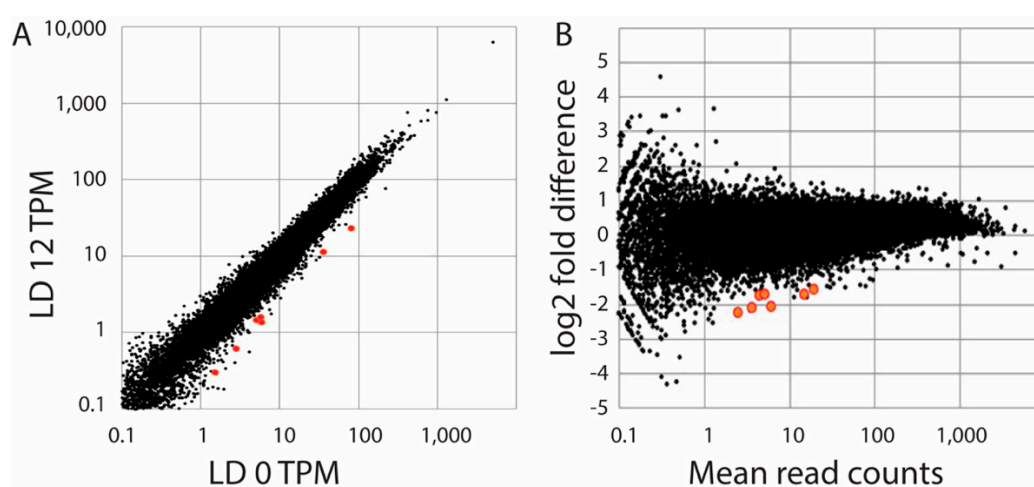 A
10,000
1,000
100
10
1
0.1
LD 12 TPM
0.1 1 10 100 1,000
LD 0 TPM
B
5
3
2
1
0
-1
-2
-3
-4
-5
log2 fold difference
0.1 1 10 100 1,000
Mean read counts